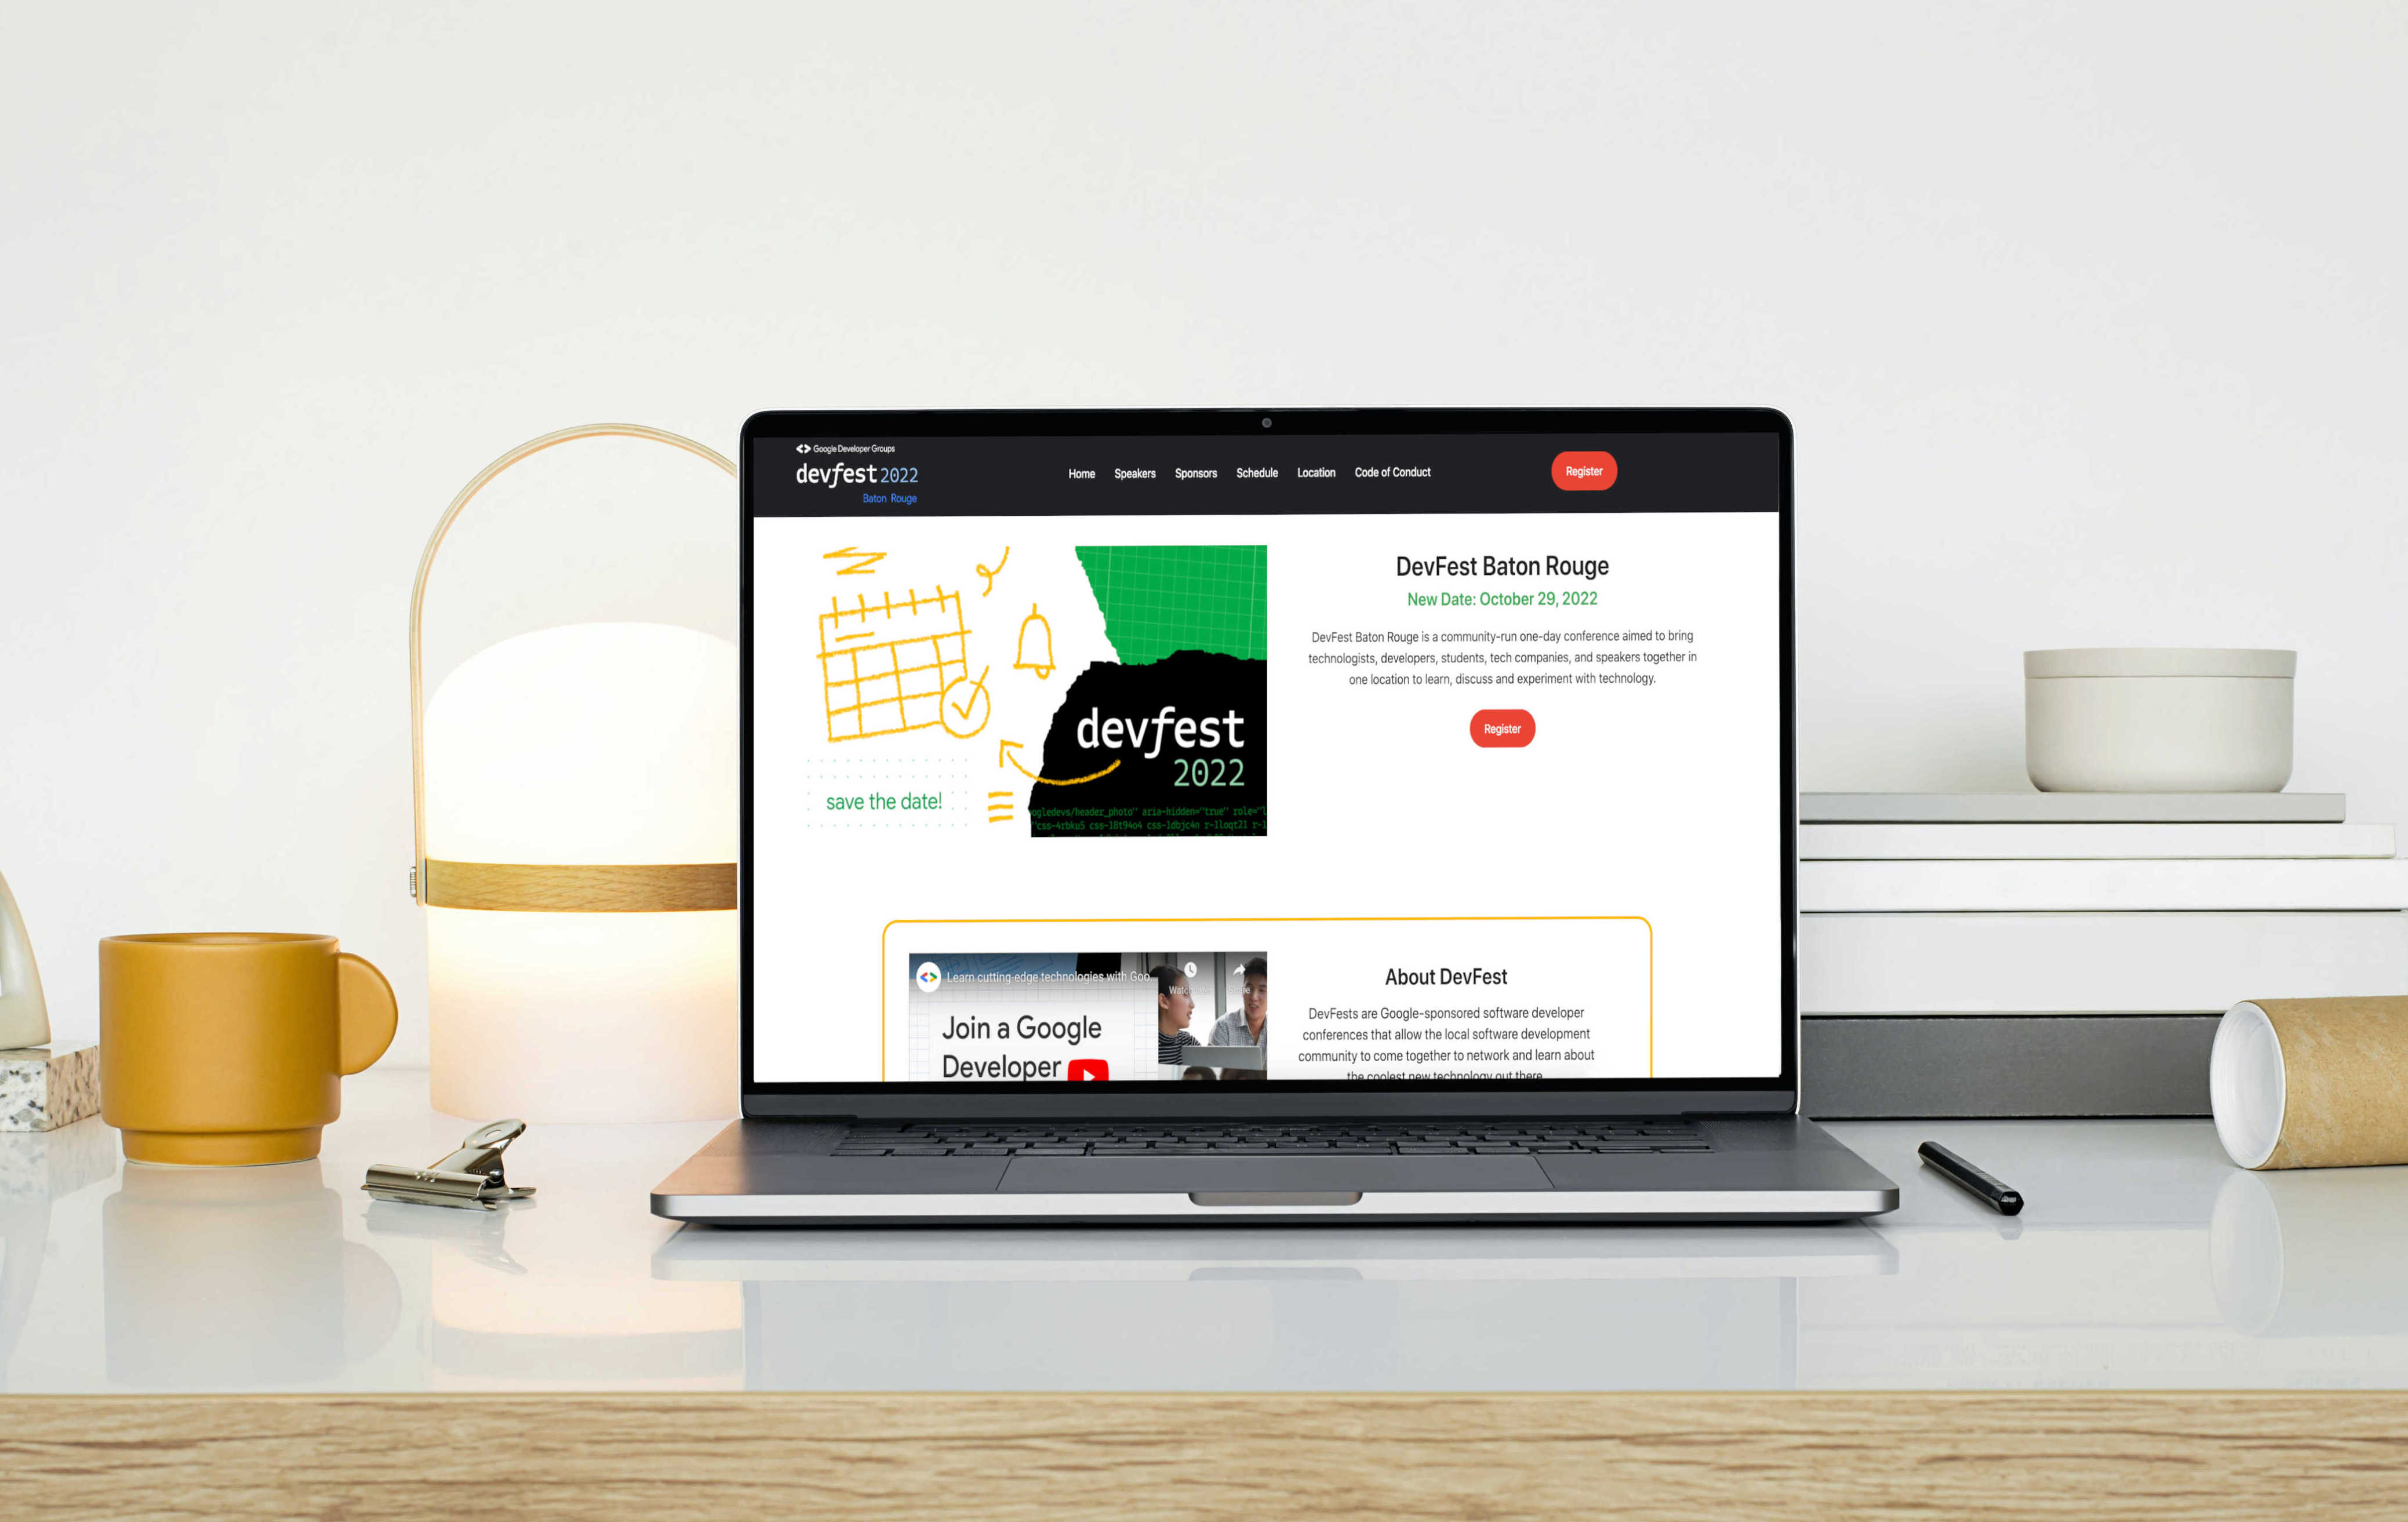 Google Developer Groups
devfest 2022
Baton Rouge
Home Speakers Sponsors Schedule Location Code of Conduct
Register
save the date!
devfest
2022
ogledevs/header_photo" aria-hidden="true" role="
"css-4rbku5 css-18t94o4 css-1dbjc4n r-1loqt21 r-1
DevFest Baton Rouge
New Date: October 29, 2022
DevFest Baton Rouge is a community-run one-day conference aimed to bring
technologists, developers, students, tech companies, and speakers together in
one location to learn, discuss and experiment with technology.
Register
Learn cutting-edge technologies with Goo...
Join a Google
Developer
About DevFest
DevFests are Google-sponsored software developer
conferences that allow the local software development
community to come together to network and learn about
the coolest new technology out there